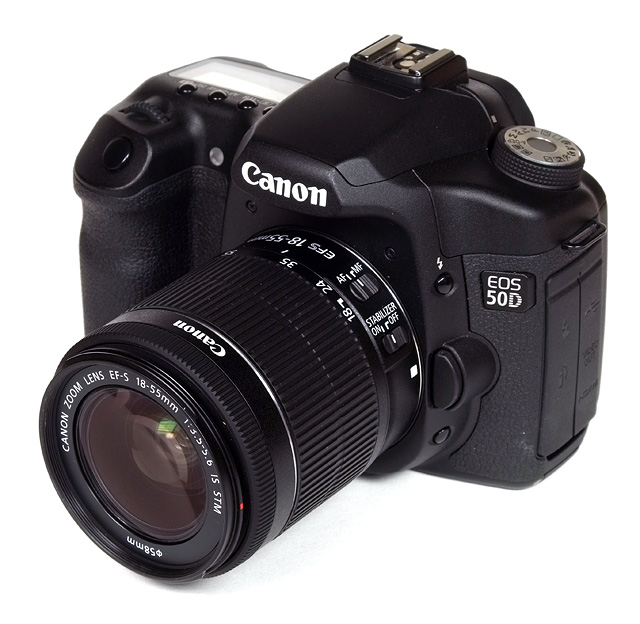 Canon
EOS
50D
EFS 18-55mm
35
24
18
AF MF
STABILIZER
ON OFF
Canon
CANON ZOOM LENS EF-S 18-55mm 1:3.5-5.6 IS STM
φ58mm